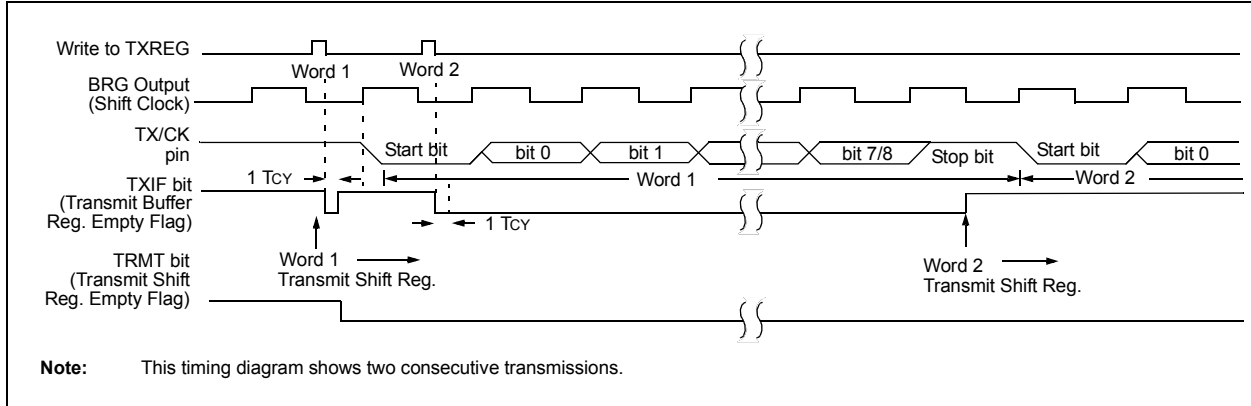 Write to TXREG
Word 1
Word 2
BRG Output
(Shift Clock)
TX/CK
pin
Start bit
bit 0
bit 1
bit 7/8
Stop bit
Start bit
bit 0
1 TCY
Word 1
Word 2
TXIF bit
(Transmit Buffer
Reg. Empty Flag)
1 TCY
Word 1
Transmit Shift Reg.
Word 2
Transmit Shift Reg.
TRMT bit
(Transmit Shift
Reg. Empty Flag)
Note: This timing diagram shows two consecutive transmissions.